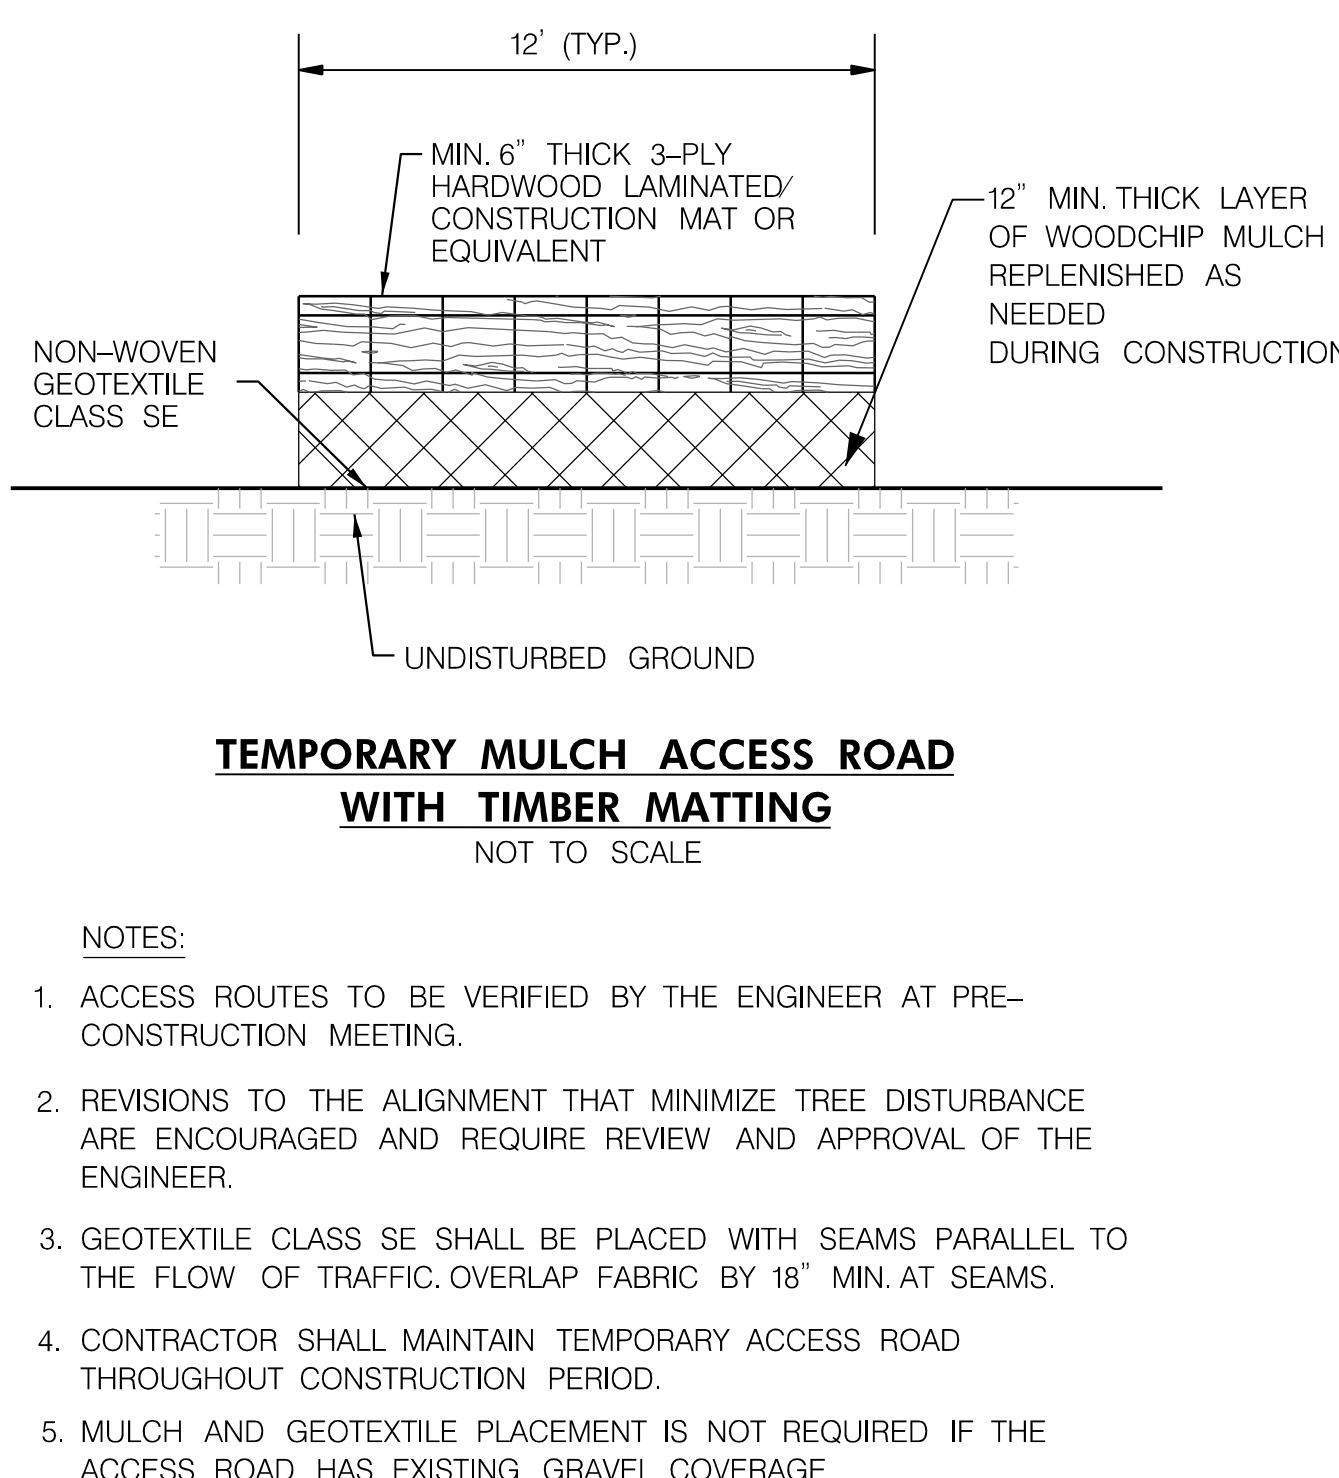 12' (TYP.)
MIN. 6" THICK 3-PLY
HARDWOOD LAMINATED/
CONSTRUCTION MAT OR
EQUIVALENT
12" MIN. THICK LAYER
OF WOODCHIP MULCH
REPLENISHED AS
NEEDED
DURING CONSTRUCTION
NON-WOVEN
GEOTEXTILE
CLASS SE
UNDISTURBED GROUND
TEMPORARY MULCH ACCESS ROAD
WITH TIMBER MATTING
NOT TO SCALE
NOTES:
1. ACCESS ROUTES TO BE VERIFIED BY THE ENGINEER AT PRE-
CONSTRUCTION MEETING.
2. REVISIONS TO THE ALIGNMENT THAT MINIMIZE TREE DISTURBANCE
ARE ENCOURAGED AND REQUIRE REVIEW AND APPROVAL OF THE
ENGINEER.
3. GEOTEXTILE CLASS SE SHALL BE PLACED WITH SEAMS PARALLEL TO
THE FLOW OF TRAFFIC. OVERLAP FABRIC BY 18" MIN. AT SEAMS.
4. CONTRACTOR SHALL MAINTAIN TEMPORARY ACCESS ROAD
THROUGHOUT CONSTRUCTION PERIOD.
5. MULCH AND GEOTEXTILE PLACEMENT IS NOT REQUIRED IF THE
ACCESS ROAD HAS EXISTING GRAVEL COVERAGE